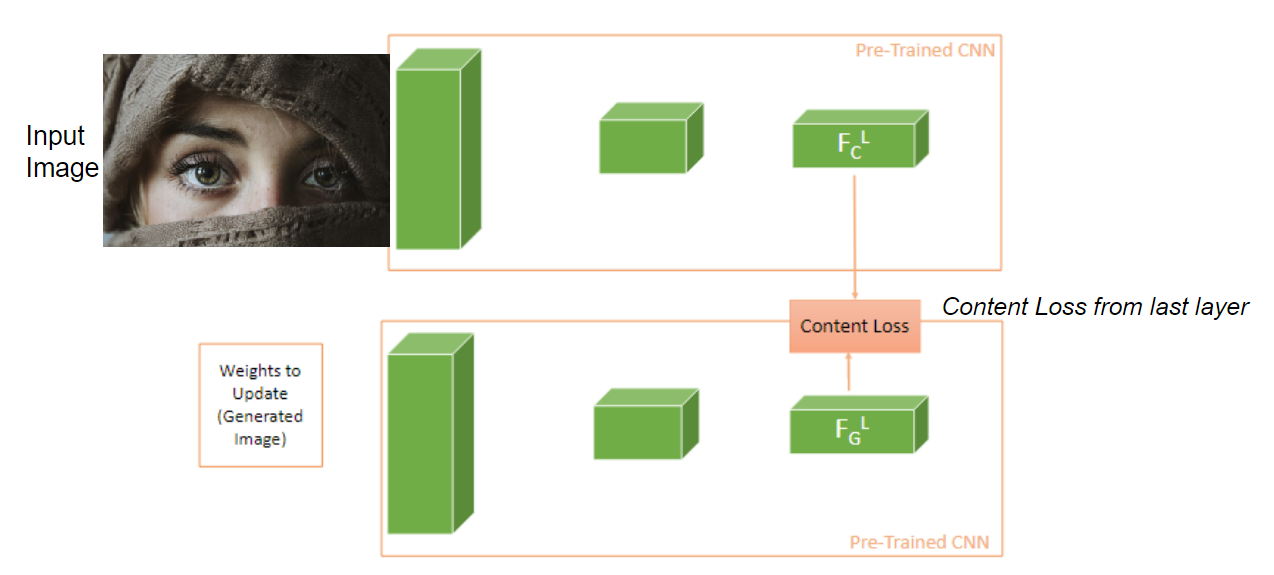 Pre-Trained CNN
Input
Image
F_C^L
Content Loss from last layer
Content Loss
Weights to
Update
(Generated
Image)
F_G^L
Pre-Trained CNN